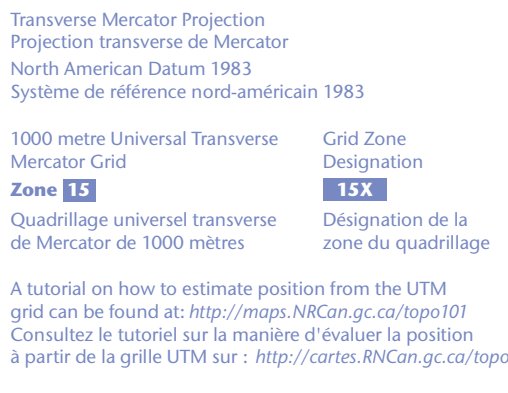 Transverse Mercator Projection
Projection transverse de Mercator
North American Datum 1983
Système de référence nord-américain 1983
1000 metre Universal Transverse
Mercator Grid
Zone 15
Quadrillage universel transverse
de Mercator de 1000 mètres
Grid Zone
Designation
15X
Désignation de la
zone du quadrillage
A tutorial on how to estimate position from the UTM
grid can be found at: http://maps.NRCan.gc.ca/topo101
Consultez le tutoriel sur la manière d'évaluer la position
à partir de la grille UTM sur : http://cartes.RNCan.gc.ca/topo